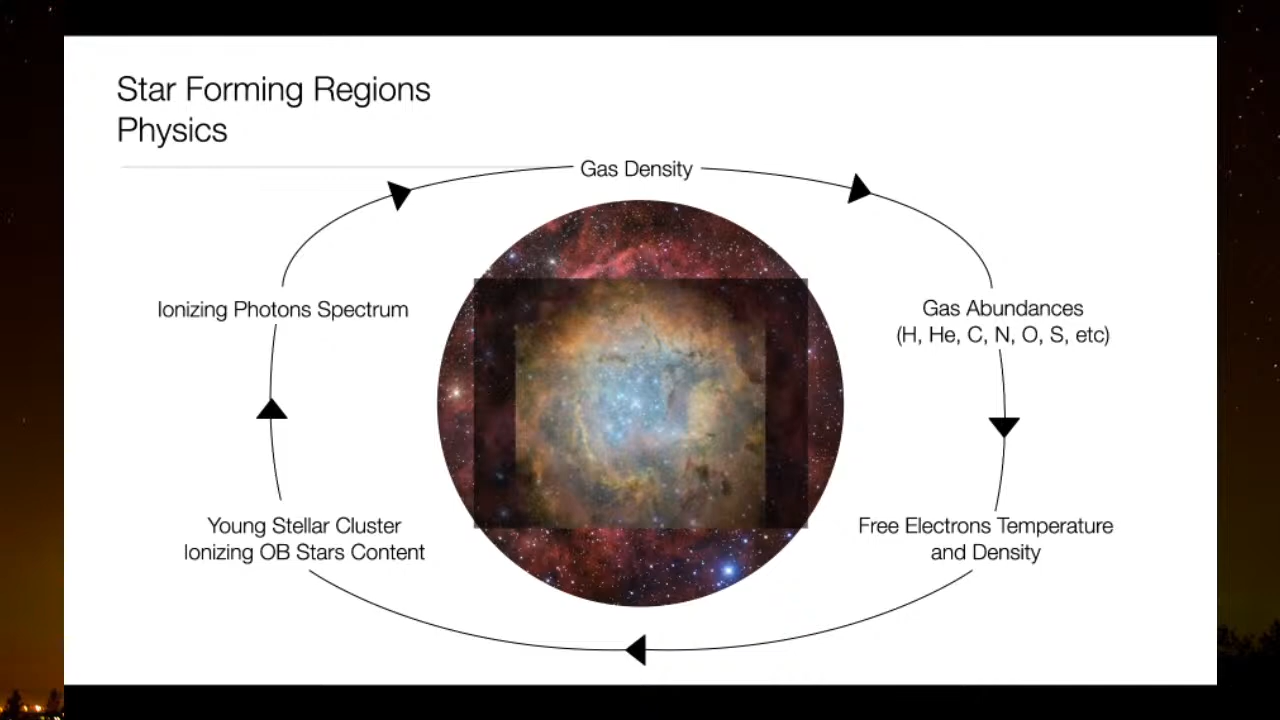 Star Forming Regions
Physics
Gas Density
Ionizing Photons Spectrum
Gas Abundances
(H, He, C, N, O, S, etc)
Young Stellar Cluster
Ionizing OB Stars Content
Free Electrons Temperature
and Density